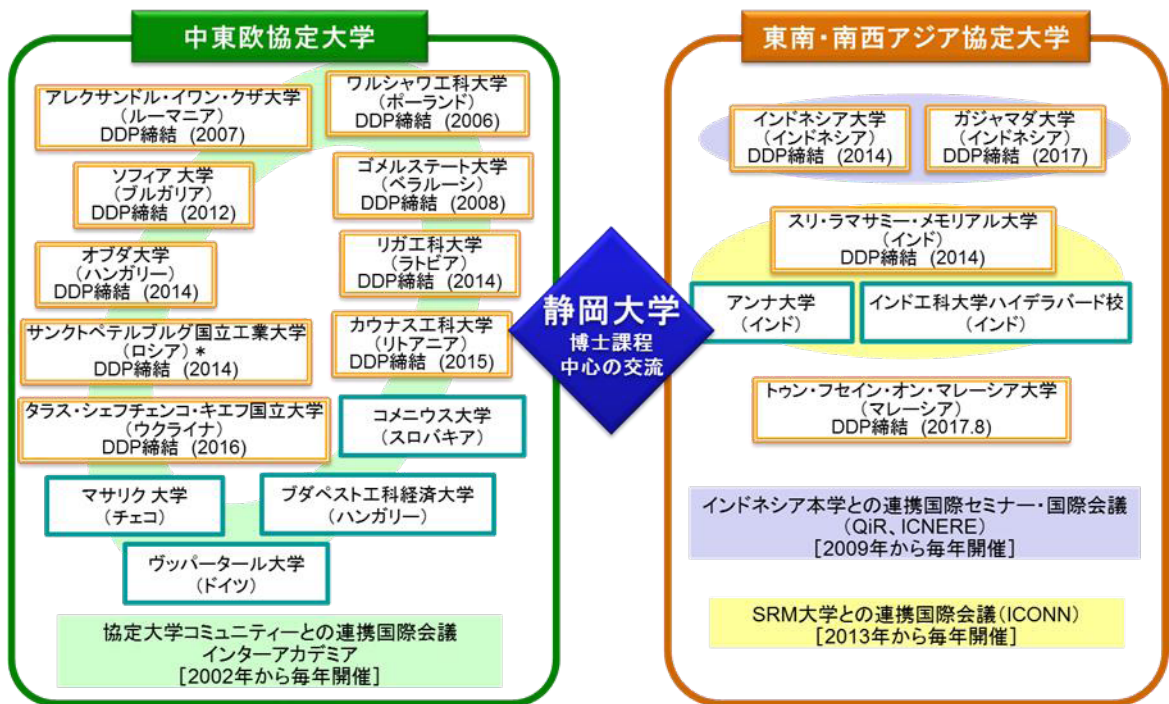 中東欧協定大学
アレクサンドル・イワン・クザ大学
(ルーマニア)
DDP締結 (2007)
ワルシャワ工科大学
(ポーランド)
DDP締結 (2006)
ソフィア 大学
(ブルガリア)
DDP締結 (2012)
ゴメルステート大学
(ベラルーシ)
DDP締結 (2008)
オブダ大学
(ハンガリー)
DDP締結 (2014)
リガ工科大学
(ラトビア)
DDP締結 (2014)
サンクトペテルブルグ国立工業大学
(ロシア) *
DDP締結 (2014)
カウナス工科大学
(リトアニア)
DDP締結 (2015)
タラス・シェフチェンコ・キエフ国立大学
(ウクライナ)
DDP締結 (2016)
コメニウス大学
(スロバキア)
マサリク 大学
(チェコ)
ブダペスト工科経済大学
(ハンガリー)
ヴッパータール大学
(ドイツ)
協定大学コミュニティーとの連携国際会議
インターアカデミア
[2002年から毎年開催]
静岡大学
博士課程
中心の交流
東南・南西アジア協定大学
インドネシア大学
(インドネシア)
DDP締結 (2014)
ガジャマダ大学
(インドネシア)
DDP締結 (2017)
スリ・ラマサミー・メモリアル大学
(インド)
DDP締結 (2014)
アンナ大学
(インド)
インド工科大学ハイデラバード校
(インド)
トゥン・フセイン・オン・マレーシア大学
(マレーシア)
DDP締結 (2017.8)
インドネシア本学との連携国際セミナー・国際会議
(QiR、ICNERE)
[2009年から毎年開催]
SRM大学との連携国際会議(ICONN)
[2013年から毎年開催]